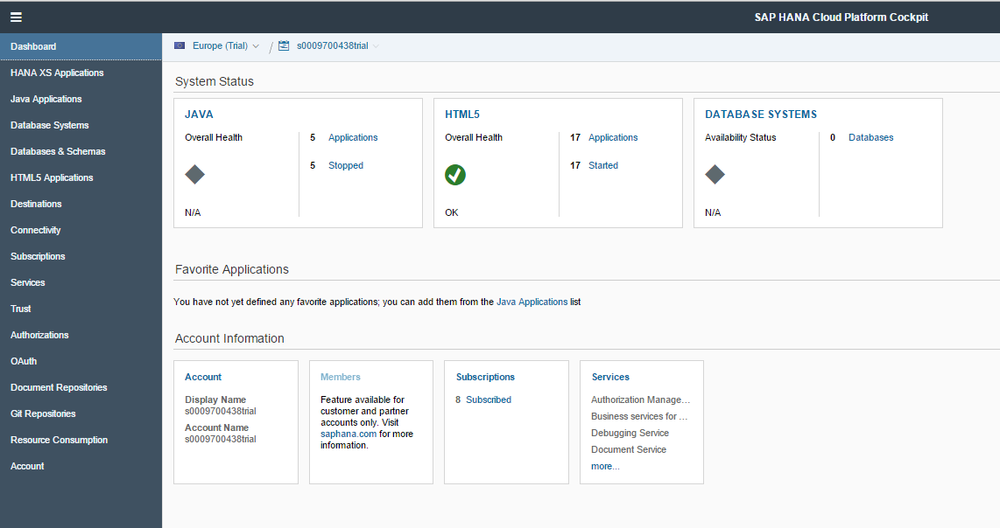 SAP HANA Cloud Platform Cockpit
Dashboard
HANA XS Applications
Java Applications
Database Systems
Databases & Schemas
HTML5 Applications
Destinations
Connectivity
Subscriptions
Services
Trust
Authorizations
OAuth
Document Repositories
Git Repositories
Resource Consumption
Account
Europe (Trial) / s0009700438trial
System Status
JAVA
Overall Health
N/A
5 Applications
5 Stopped
HTML5
Overall Health
OK
17 Applications
17 Started
DATABASE SYSTEMS
Availability Status
N/A
0 Databases
Favorite Applications
You have not yet defined any favorite applications; you can add them from the Java Applications list
Account Information
Account
Display Name
s0009700438trial
Account Name
s0009700438trial
Members
Feature available for
customer and partner
accounts only. Visit
saphana.com for more
information.
Subscriptions
8 Subscribed
Services
Authorization Manage...
Business services for ...
Debugging Service
Document Service
more...